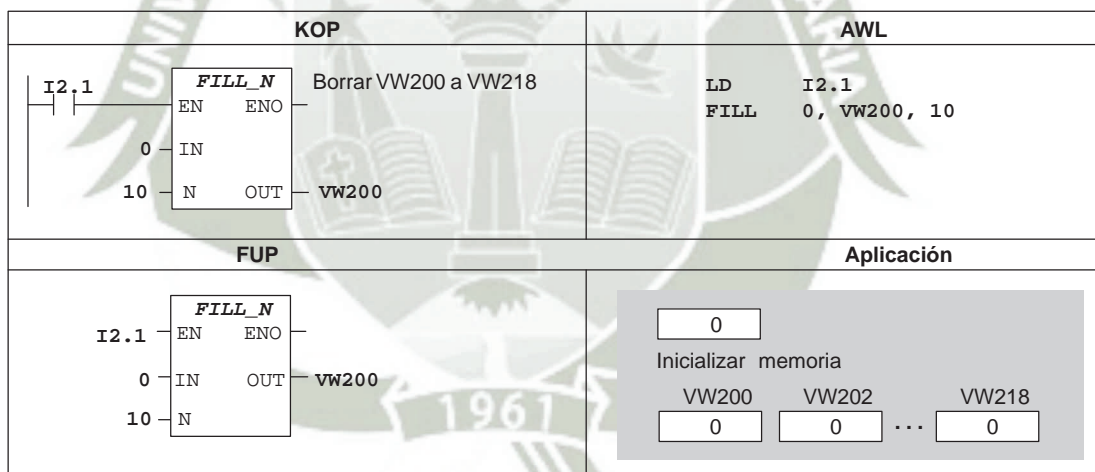 KOP
AWL
I2.1
FILL_N
Borrar VW200 a VW218
EN ENO
0 IN
10 N OUT VW200
LD I2.1
FILL 0, VW200, 10
FUP
Aplicación
FILL_N
I2.1 EN ENO
0 IN OUT VW200
10 N
0
Inicializar memoria
VW200 VW202 VW218
0 0 ... 0
1961